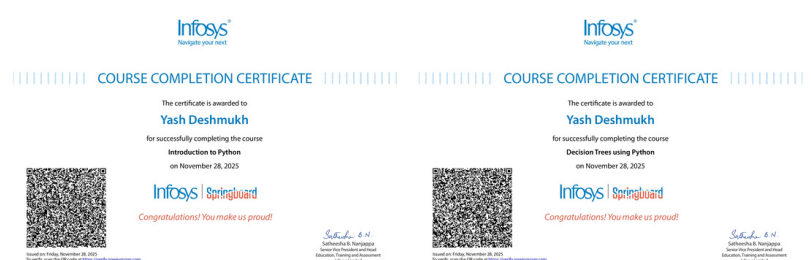 Infosys®
Navigate your next
COURSE COMPLETION CERTIFICATE
The certificate is awarded to
Yash Deshmukh
for successfully completing the course
Introduction to Python
on November 28, 2025
Infosys | Springboard
Congratulations! You make us proud!
Satheesha B.N.
Satheesha B. Nanjappa
Senior Vice President and Head
Education, Training and Assessment
Issued on: Friday, November 28, 2025
Infosys®
Navigate your next
COURSE COMPLETION CERTIFICATE
The certificate is awarded to
Yash Deshmukh
for successfully completing the course
Decision Trees using Python
on November 28, 2025
Infosys | Springboard
Congratulations! You make us proud!
Satheesha B.N.
Satheesha B. Nanjappa
Senior Vice President and Head
Education, Training and Assessment
Issued on: Friday, November 28, 2025